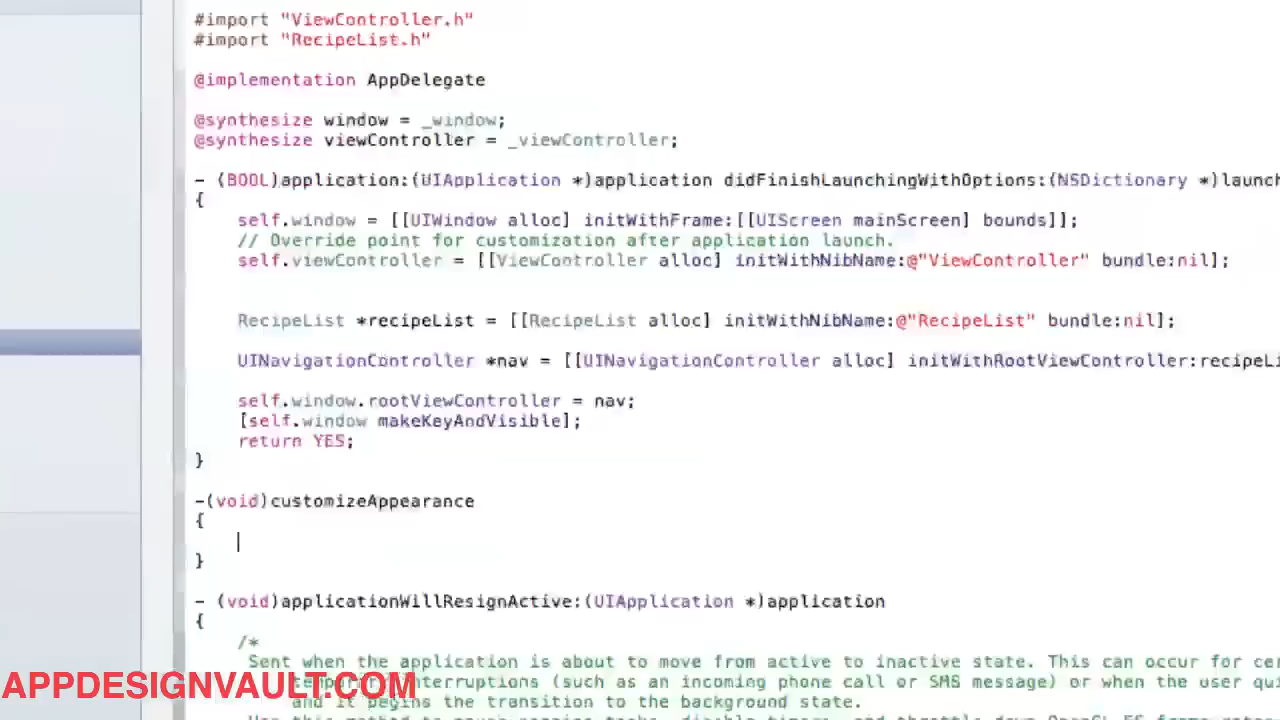 #import "ViewController.h"
#import "RecipeList.h"
@implementation AppDelegate
@synthesize window = _window;
@synthesize viewController = _viewController;
- (BOOL)application:(UIApplication *)application didFinishLaunchingWithOptions:(NSDictionary *)launch
{
self.window = [[UIWindow alloc] initWithFrame:[[UIScreen mainScreen] bounds]];
// Override point for customization after application launch.
self.viewController = [[ViewController alloc] initWithNibName:@"ViewController" bundle:nil];
RecipeList *recipeList = [[RecipeList alloc] initWithNibName:@"RecipeList" bundle:nil];
UINavigationController *nav = [[UINavigationController alloc] initWithRootViewController:recipeLi
self.window.rootViewController = nav;
[self.window makeKeyAndVisible];
return YES;
}
-(void)customizeAppearance
{
}
- (void)applicationWillResignActive:(UIApplication *)application
{
/*
Sent when the application is about to move from active to inactive state. This can occur for cer
interruptions (such as an incoming phone call or SMS message) or when the user qui
APPDESIGNVAULT.COM
and it begins the transition to the background state.